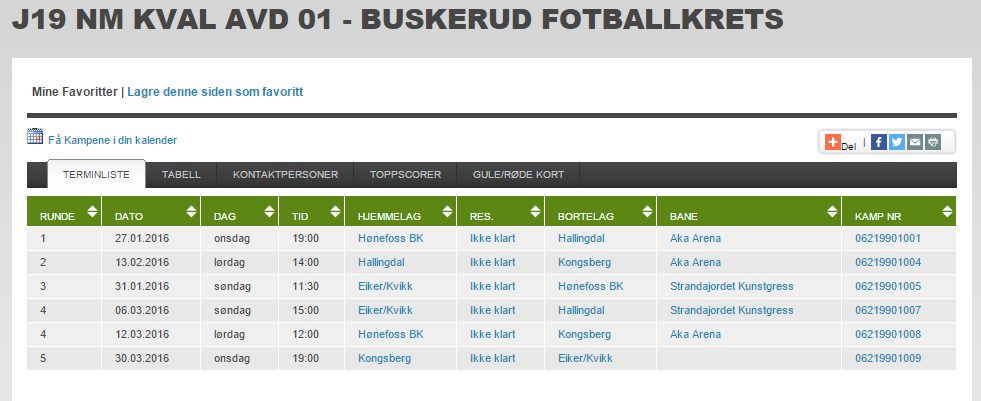 J19 NM KVAL AVD 01 - BUSKERUD FOTBALLKRETS
Mine Favoritter | Lagre denne siden som favoritt
Få Kampene i din kalender
Del |
TERMINLISTE TABELL KONTAKTPERSONER TOPPSCORER GULE/RØDE KORT
RUNDE DATO DAG TID HJEMMELAG RES. BORTELAG BANE KAMP NR
1 27.01.2016 onsdag 19:00 Hønefoss BK Ikke klart Hallingdal Aka Arena 06219901001
2 13.02.2016 lørdag 14:00 Hallingdal Ikke klart Kongsberg Aka Arena 06219901004
3 31.01.2016 søndag 11:30 Eiker/Kvikk Ikke klart Hønefoss BK Strandajordet Kunstgress 06219901005
4 06.03.2016 søndag 15:00 Eiker/Kvikk Ikke klart Hallingdal Strandajordet Kunstgress 06219901007
4 12.03.2016 lørdag 12:00 Hønefoss BK Ikke klart Kongsberg Aka Arena 06219901008
5 30.03.2016 onsdag 19:00 Kongsberg Ikke klart Eiker/Kvikk 06219901009